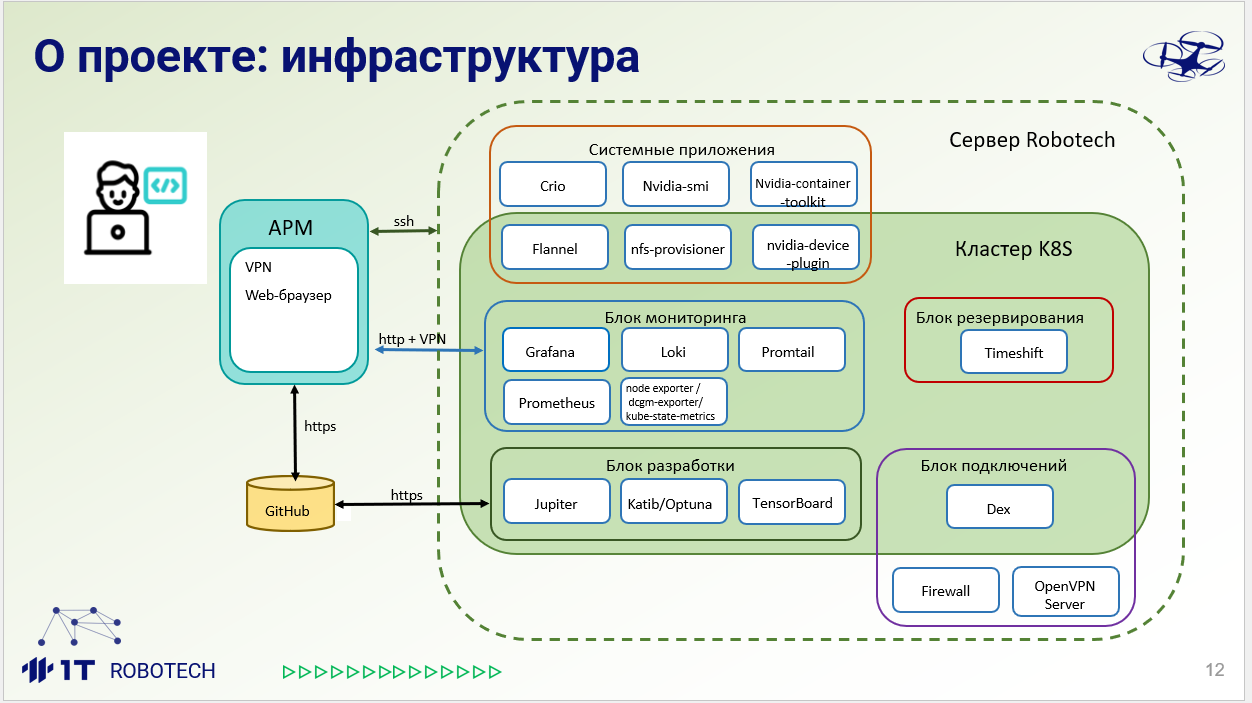 О проекте: инфраструктура
Сервер Robotech
Системные приложения
Crio
Nvidia-smi
Nvidia-container
-toolkit
Flannel
nfs-provisioner
nvidia-device
-plugin
Кластер K8S
АРМ
VPN
Web-браузер
ssh
http + VPN
https
GitHub
https
Блок мониторинга
Grafana
Loki
Promtail
Prometheus
node exporter /
dcgm-exporter/
kube-state-metrics
Блок резервирования
Timeshift
Блок разработки
Jupiter
Katib/Optuna
TensorBoard
Блок подключений
Dex
Firewall
OpenVPN
Server
1T ROBOTECH
12